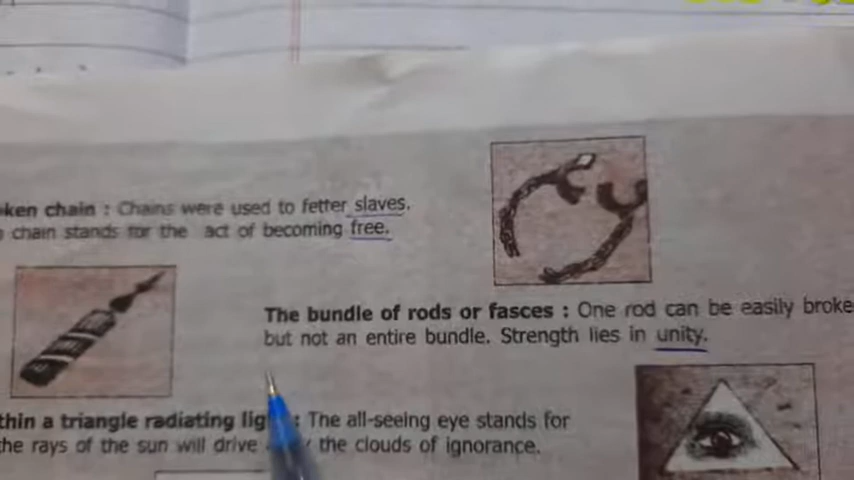 ken chain : Chains were used to fetter slaves.
chain stands for the act of becoming free.
The bundle of rods or fasces : One rod can be easily broke
but not an entire bundle. Strength lies in unity.
thin a triangle radiating lig : The all-seeing eye stands for
the rays of the sun will drive the clouds of ignorance.